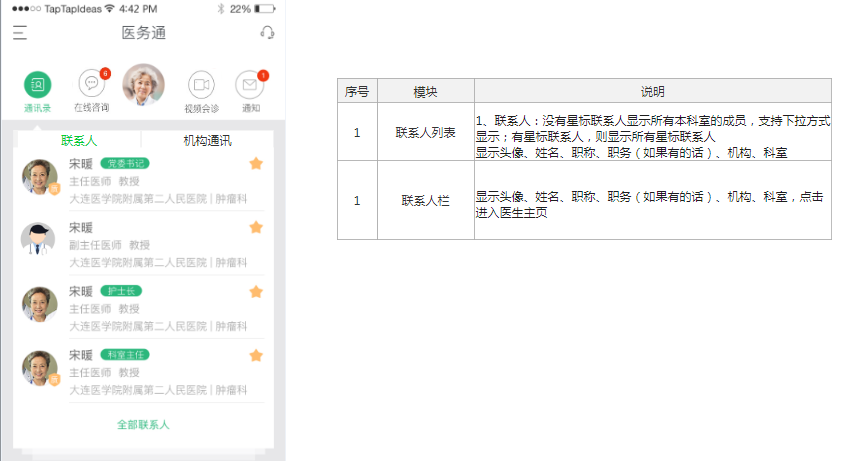 TapTapIdeas 4:42 PM 22%
医务通
6
1
通讯录 在线咨询 视频会诊 通知
联系人 机构通讯
宋暖 党委书记
主任医师 教授
大连医学院附属第二人民医院 | 肿瘤科
宋暖
副主任医师 教授
大连医学院附属第二人民医院 | 肿瘤科
宋暖 护士长
主任医师 教授
大连医学院附属第二人民医院 | 肿瘤科
宋暖 科室主任
主任医师 教授
大连医学院附属第二人民医院 | 肿瘤科
全部联系人
序号 模块 说明
1 联系人列表
1、联系人：没有星标联系人显示所有本科室的成员，支持下拉方式
显示；有星标联系人，则显示所有星标联系人
显示头像、姓名、职称、职务（如果有的话）、机构、科室
1 联系人栏
显示头像、姓名、职称、职务（如果有的话）、机构、科室，点击
进入医生主页